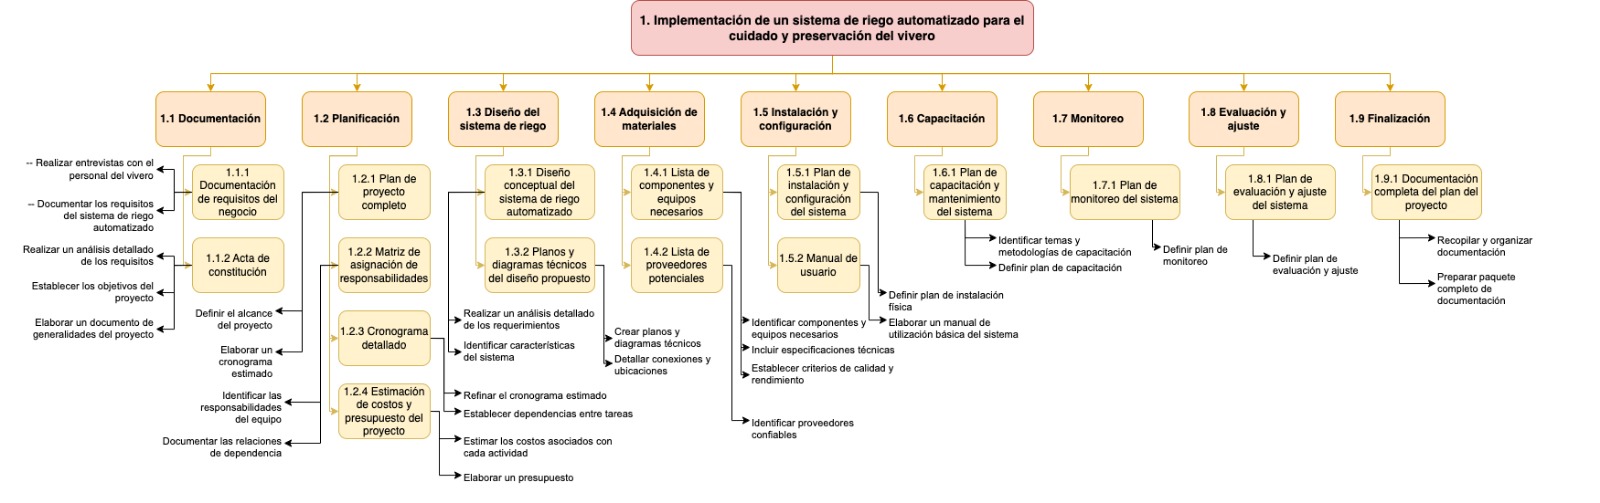 1. Implementación de un sistema de riego automatizado para el
cuidado y preservación del vivero
1.1 Documentación
1.2 Planificación
1.3 Diseño del
sistema de riego
1.4 Adquisición de
materiales
1.5 Instalación y
configuración
1.6 Capacitación
1.7 Monitoreo
1.8 Evaluación y
ajuste
1.9 Finalización
1.1.1
Documentación
de requisitos del
negocio
-- Realizar entrevistas con el
personal del vivero
-- Documentar los requisitos
del sistema de riego
automatizado
1.1.2 Acta de
constitución
Realizar un análisis detallado
de los requisitos
Establecer los objetivos del
proyecto
Elaborar un documento de
generalidades del proyecto
1.2.1 Plan de
proyecto
completo
Definir el alcance
del proyecto
Elaborar un
cronograma
estimado
1.2.2 Matriz de
asignación de
responsabilidades
Identificar las
responsabilidades
del equipo
Documentar las relaciones
de dependencia
1.2.3 Cronograma
detallado
Refinar el cronograma estimado
Establecer dependencias entre tareas
1.2.4 Estimación
de costos y
presupuesto del
proyecto
Estimar los costos asociados con
cada actividad
Elaborar un presupuesto
1.3.1 Diseño
conceptual del
sistema de riego
automatizado
Realizar un análisis detallado
de los requerimientos
Identificar características
del sistema
1.3.2 Planos y
diagramas técnicos
del diseño propuesto
Crear planos y
diagramas técnicos
Detallar conexiones y
ubicaciones
1.4.1 Lista de
componentes y
equipos
necesarios
Identificar componentes y
equipos necesarios
Incluir especificaciones técnicas
Establecer criterios de calidad y
rendimiento
1.4.2 Lista de
proveedores
potenciales
Identificar proveedores
confiables
1.5.1 Plan de
instalación y
configuración
del sistema
Definir plan de instalación
física
1.5.2 Manual de
usuario
Elaborar un manual de
utilización básica del sistema
1.6.1 Plan de
capacitación y
mantenimiento
del sistema
Identificar temas y
metodologías de capacitación
Definir plan de capacitación
1.7.1 Plan de
monitoreo del sistema
Definir plan de
monitoreo
1.8.1 Plan de
evaluación y ajuste
del sistema
Definir plan de
evaluación y ajuste
1.9.1 Documentación
completa del plan del
proyecto
Recopilar y organizar
documentación
Preparar paquete
completo de
documentación